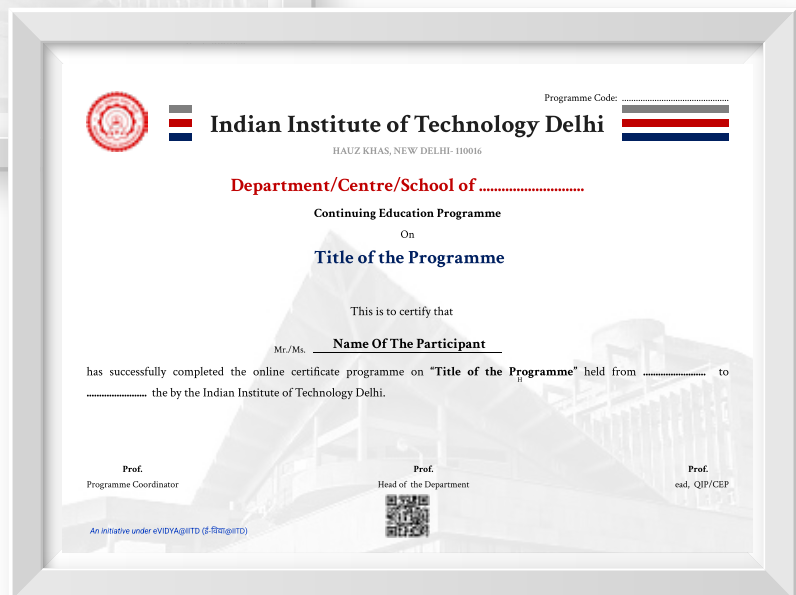 Programme Code: ............................................
Indian Institute of Technology Delhi
HAUZ KHAS, NEW DELHI- 110016
Department/Centre/School of ............................
Continuing Education Programme
On
Title of the Programme
This is to certify that
Mr./Ms. Name Of The Participant
has successfully completed the online certificate programme on “Title of the Programme” held from ........................ to
H
....................... the by the Indian Institute of Technology Delhi.
Prof. Prof. Prof.
Programme Coordinator Head of the Department ead, QIP/CEP
An initiative under eVIDYA@IITD (ई-विद्या@IITD)